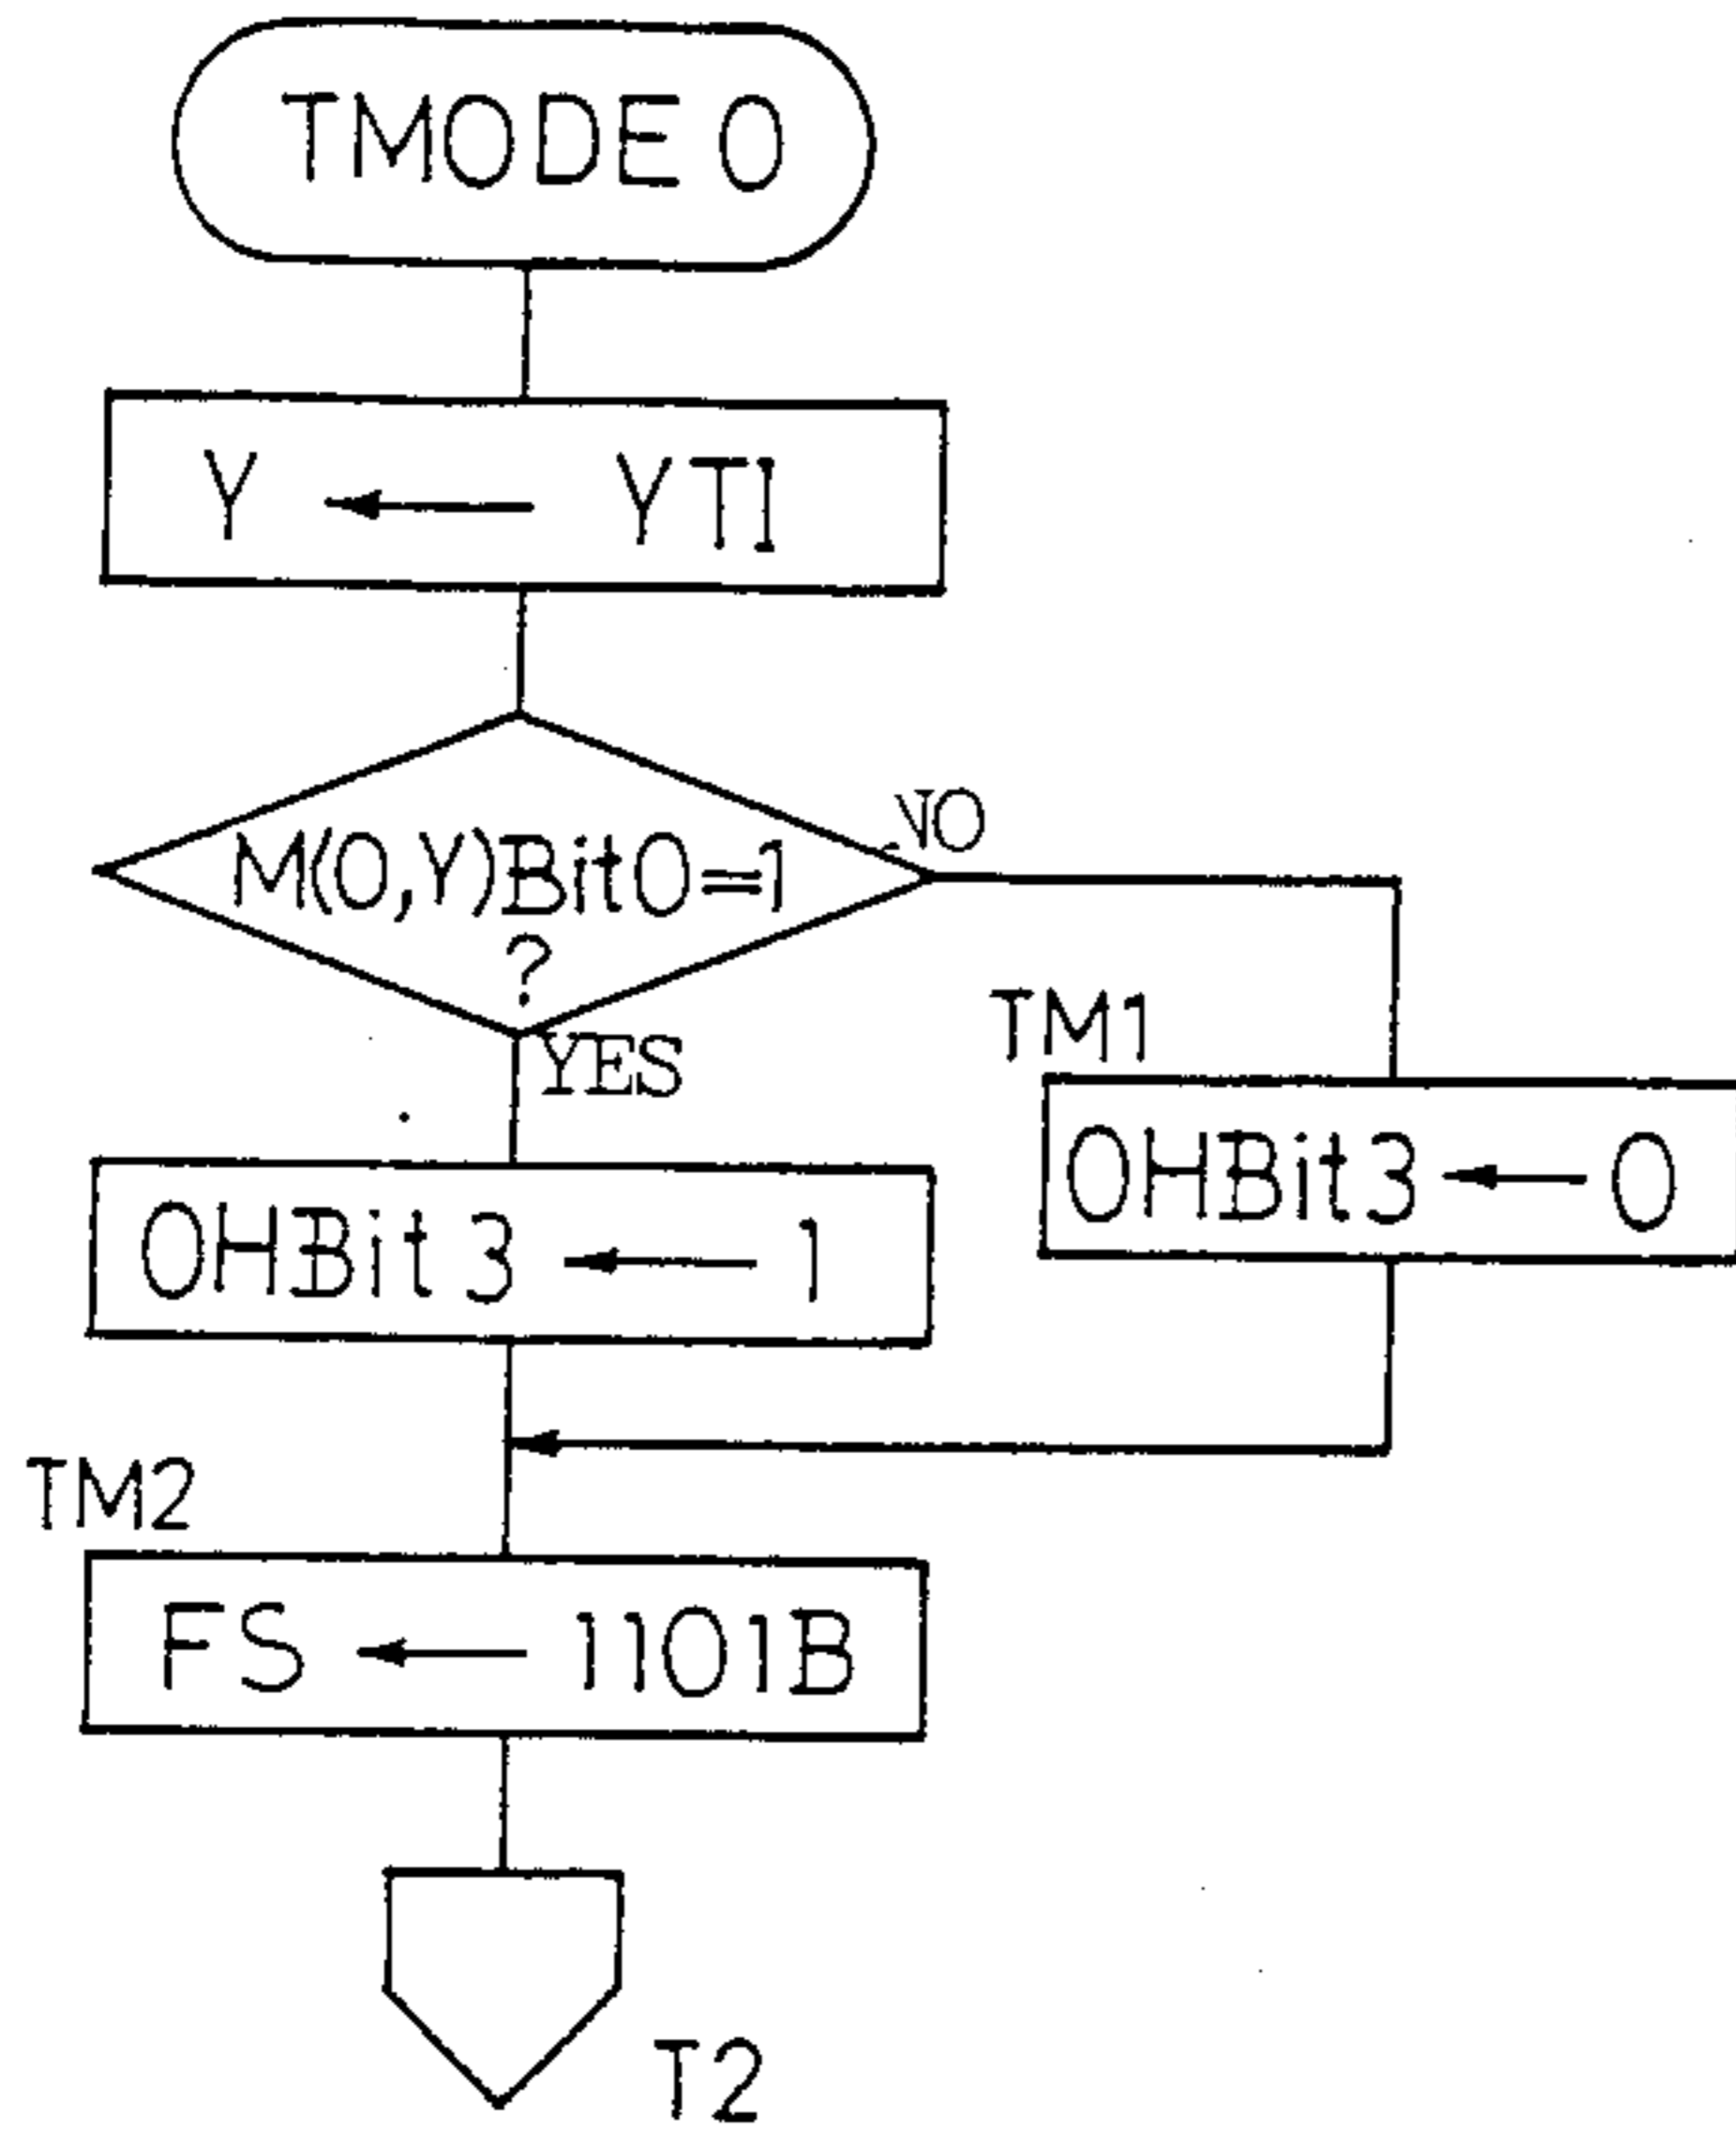 TMODE 0
Y ← YTI
M(0,Y)Bit0=1
?
NO
YES
TM1
OHBit3 ← 0
OHBit3 ← 1
TM2
FS ← 1101B
T2